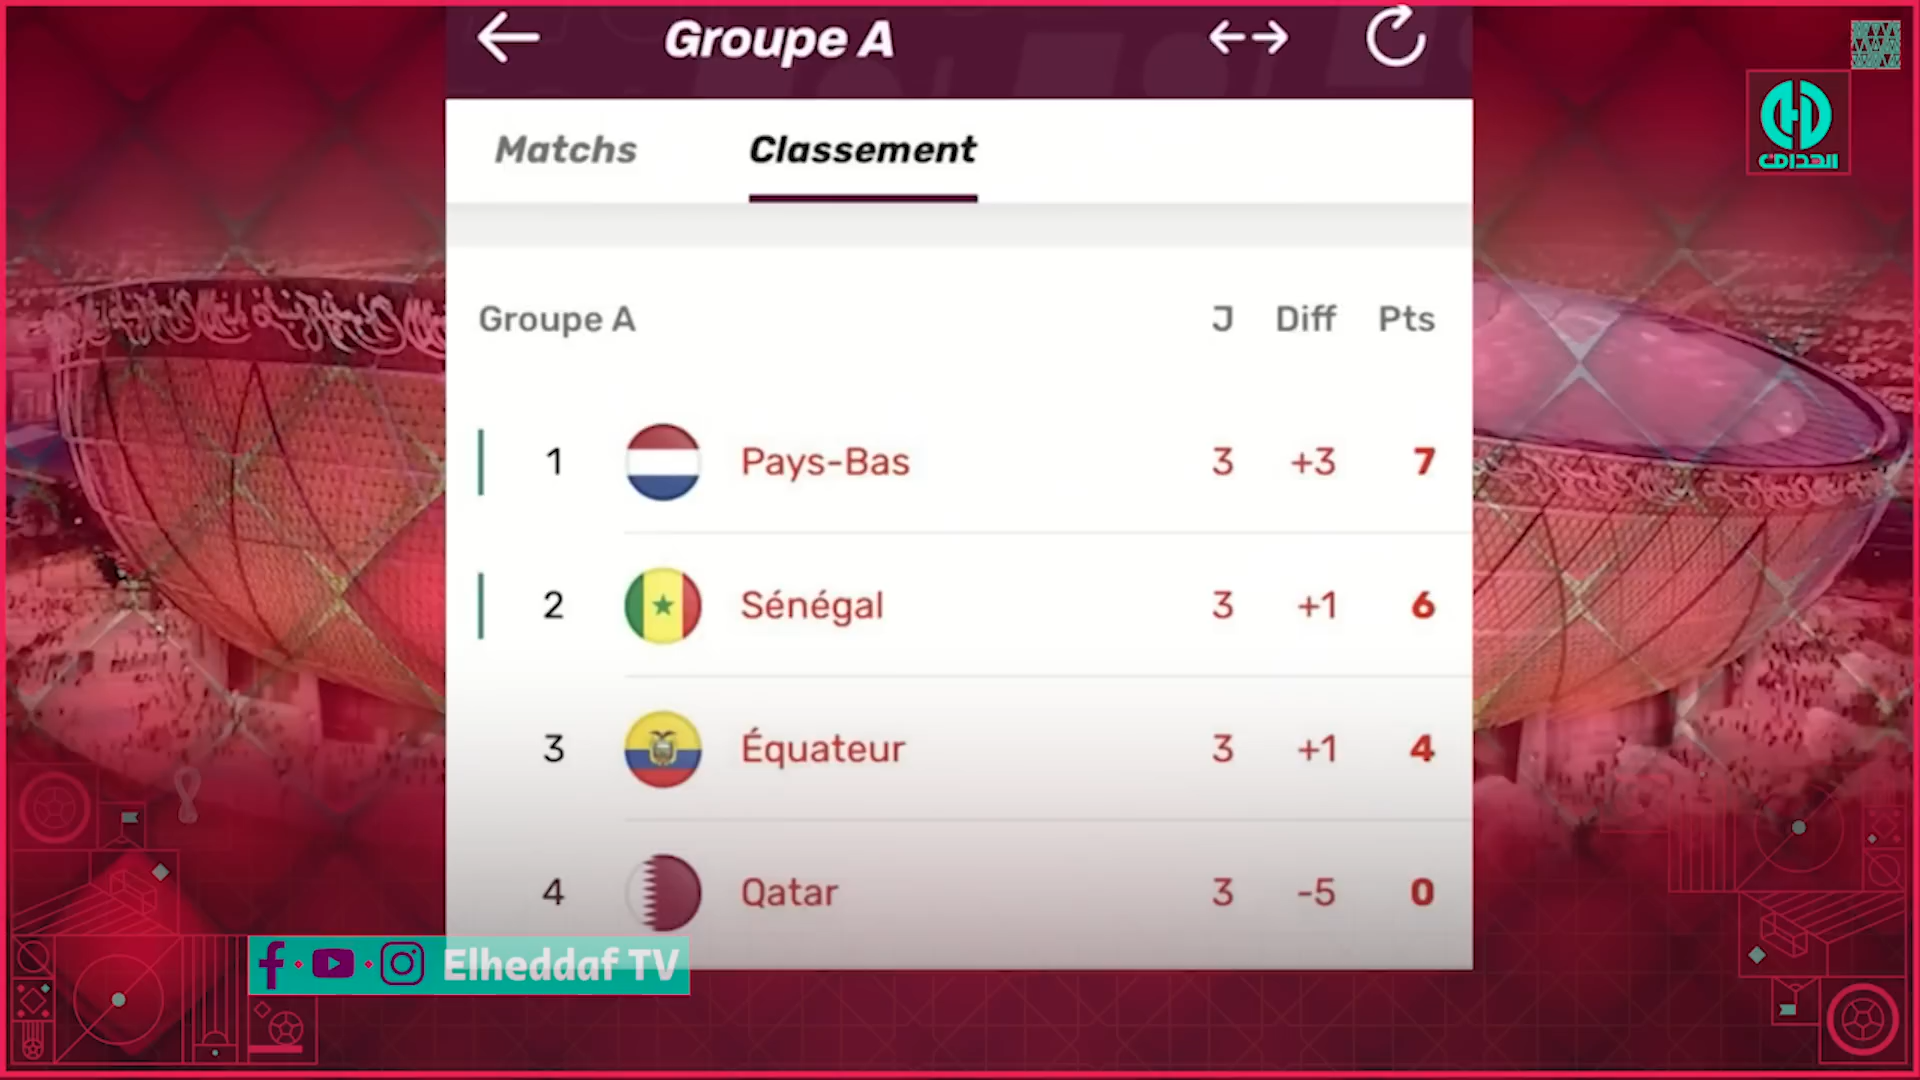 Groupe A
Matchs Classement
Groupe A J Diff Pts
1 Pays-Bas 3 +3 7
2 Sénégal 3 +1 6
3 Équateur 3 +1 4
4 Qatar 3 -5 0
Elheddaf TV
الهداف